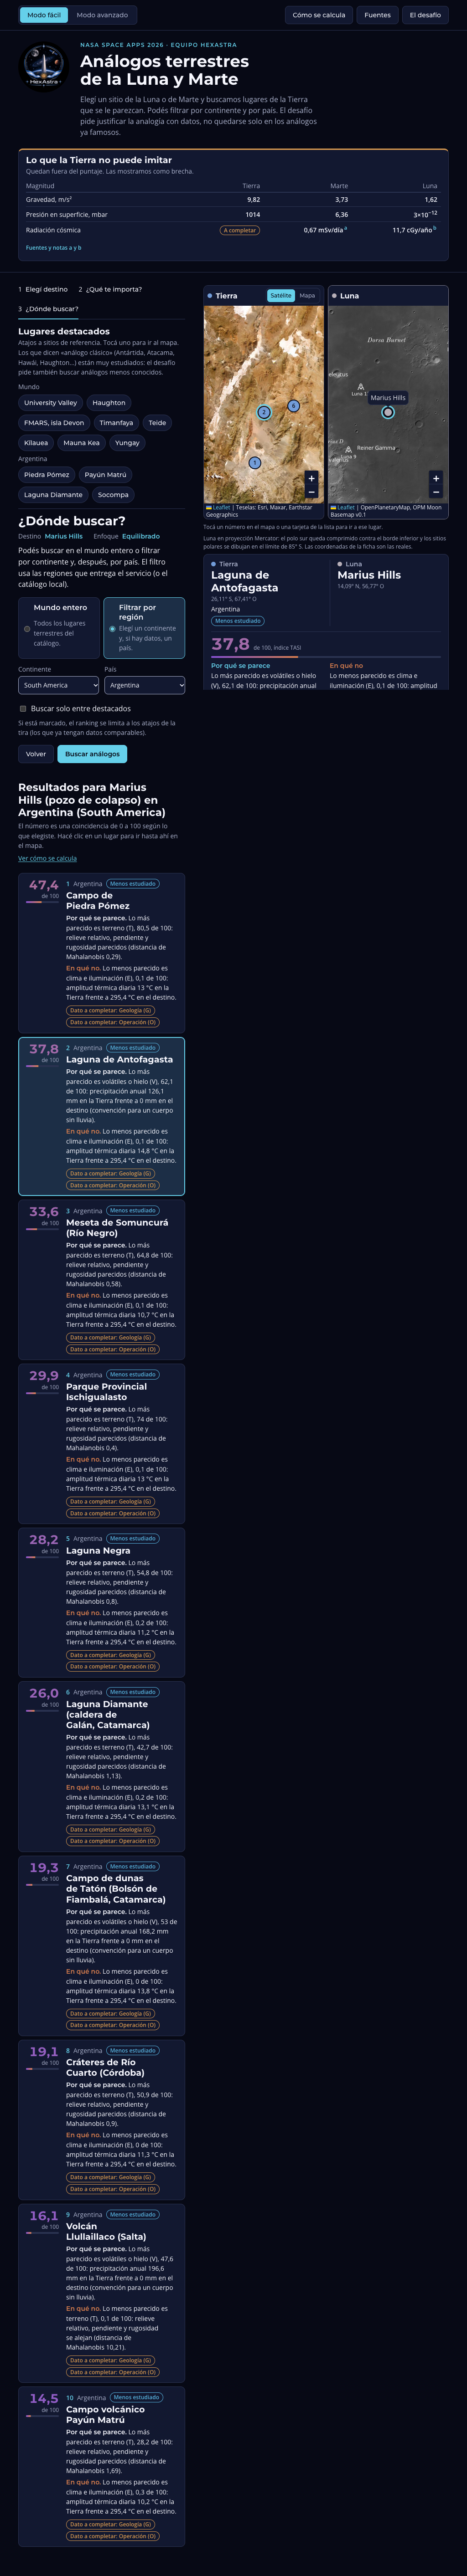 Modo fácil
Modo avanzado
Cómo se calcula
Fuentes
El desafío
NASA SPACE APPS 2026 · EQUIPO HEXASTRA
Análogos terrestres
de la Luna y Marte
Elegí un sitio de la Luna o de Marte y buscamos lugares de la Tierra
que se le parezcan. Podés filtrar por continente y por país. El desafío
pide justificar la analogía con datos, no quedarse solo en los análogos
ya famosos.
Lo que la Tierra no puede imitar
Quedan fuera del puntaje. Las mostramos como brecha.
Magnitud Tierra Marte Luna
Gravedad, m/s² 9,82 3,73 1,62
Presión en superficie, mbar 1014 6,36 3×10⁻¹²
Radiación cósmica A completar 0,67 mSv/día a 11,7 cGy/año b
Fuentes y notas a y b
1 Elegí destino 2 ¿Qué te importa?
3 ¿Dónde buscar?
Lugares destacados
Atajos a sitios de referencia. Tocá uno para ir al mapa.
Los que dicen «análogo clásico» (Antártida, Atacama,
Hawái, Haughton…) están muy estudiados: el desafío
pide también buscar análogos menos conocidos.
Mundo
University Valley Haughton
FMARS, isla Devon Timanfaya Teide
Kilauea Mauna Kea Yungay
Argentina
Piedra Pómez Payún Matrú
Laguna Diamante Socompa
¿Dónde buscar?
Destino Marius Hills Enfoque Equilibrado
Podés buscar en el mundo entero o filtrar
por continente y, después, por país. El filtro
usa las regiones que entrega el servicio (o el
catálogo local).
Mundo entero
Todos los lugares
terrestres del
catálogo.
Filtrar por
región
Elegí un continente
y, si hay datos, un
país.
Continente País
South America Argentina
Buscar solo entre destacados
Si está marcado, el ranking se limita a los atajos de la
tira (los que ya tengan datos comparables).
Volver Buscar análogos
Tierra
Satélite Mapa
2
6
1
+
−
Leaflet | Teselas: Esri, Maxar, Earthstar
Geographics
Luna
Dorsa Burnet
Luna 1
Marius Hills
Reiner Gamma
Luna 9
+
−
Leaflet | OpenPlanetaryMap, OPM Moon
Basemap v0.1
Tocá un número en el mapa o una tarjeta de la lista para ir a ese lugar.
Luna en proyección Mercator: el polo sur queda comprimido contra el borde inferior y los sitios
polares se dibujan en el límite de 85° S. Las coordenadas de la ficha son las reales.
Tierra
Laguna de
Antofagasta
26,11° S, 67,41° O
Argentina
Menos estudiado
Luna
Marius Hills
14,09° N, 56,77° O
37,8 de 100, índice TASI
Por qué se parece
Lo más parecido es volátiles o hielo
(V), 62,1 de 100: precipitación anual
En qué no
Lo menos parecido es clima e
iluminación (E), 0,1 de 100: amplitud
Resultados para Marius
Hills (pozo de colapso) en
Argentina (South America)
El número es una coincidencia de 0 a 100 según lo
que elegiste. Hacé clic en un lugar para ir hasta ahí en
el mapa.
Ver cómo se calcula
47,4
de 100
1 Argentina Menos estudiado
Campo de
Piedra Pómez
Por qué se parece. Lo más
parecido es terreno (T), 80,5 de 100:
relieve relativo, pendiente y
rugosidad parecidos (distancia de
Mahalanobis 0,29).
En qué no. Lo menos parecido es
clima e iluminación (E), 0,1 de 100:
amplitud térmica diaria 13 °C en la
Tierra frente a 295,4 °C en el destino.
Dato a completar: Geología (G)
Dato a completar: Operación (O)
37,8
de 100
2 Argentina Menos estudiado
Laguna de Antofagasta
Por qué se parece. Lo más
parecido es volátiles o hielo (V), 62,1
de 100: precipitación anual 126,1
mm en la Tierra frente a 0 mm en el
destino (convención para un cuerpo
sin lluvia).
En qué no. Lo menos parecido es
clima e iluminación (E), 0,1 de 100:
amplitud térmica diaria 14,8 °C en la
Tierra frente a 295,4 °C en el destino.
Dato a completar: Geología (G)
Dato a completar: Operación (O)
33,6
de 100
3 Argentina Menos estudiado
Meseta de Somuncurá
(Río Negro)
Por qué se parece. Lo más
parecido es terreno (T), 64,8 de 100:
relieve relativo, pendiente y
rugosidad parecidos (distancia de
Mahalanobis 0,58).
En qué no. Lo menos parecido es
clima e iluminación (E), 0,1 de 100:
amplitud térmica diaria 10,7 °C en la
Tierra frente a 295,4 °C en el destino.
Dato a completar: Geología (G)
Dato a completar: Operación (O)
29,9
de 100
4 Argentina Menos estudiado
Parque Provincial
Ischigualasto
Por qué se parece. Lo más
parecido es terreno (T), 74 de 100:
relieve relativo, pendiente y
rugosidad parecidos (distancia de
Mahalanobis 0,4).
En qué no. Lo menos parecido es
clima e iluminación (E), 0,1 de 100:
amplitud térmica diaria 13 °C en la
Tierra frente a 295,4 °C en el destino.
Dato a completar: Geología (G)
Dato a completar: Operación (O)
28,2
de 100
5 Argentina Menos estudiado
Laguna Negra
Por qué se parece. Lo más
parecido es terreno (T), 54,8 de 100:
relieve relativo, pendiente y
rugosidad parecidos (distancia de
Mahalanobis 0,8).
En qué no. Lo menos parecido es
clima e iluminación (E), 0,2 de 100:
amplitud térmica diaria 11,2 °C en la
Tierra frente a 295,4 °C en el destino.
Dato a completar: Geología (G)
Dato a completar: Operación (O)
26,0
de 100
6 Argentina Menos estudiado
Laguna Diamante
(caldera de
Galán, Catamarca)
Por qué se parece. Lo más
parecido es terreno (T), 42,7 de 100:
relieve relativo, pendiente y
rugosidad parecidos (distancia de
Mahalanobis 1,13).
En qué no. Lo menos parecido es
clima e iluminación (E), 0,2 de 100:
amplitud térmica diaria 13,1 °C en la
Tierra frente a 295,4 °C en el destino.
Dato a completar: Geología (G)
Dato a completar: Operación (O)
19,3
de 100
7 Argentina Menos estudiado
Campo de dunas
de Tatón (Bolsón de
Fiambalá, Catamarca)
Por qué se parece. Lo más
parecido es volátiles o hielo (V), 53 de
100: precipitación anual 168,2 mm
en la Tierra frente a 0 mm en el
destino (convención para un cuerpo
sin lluvia).
En qué no. Lo menos parecido es
clima e iluminación (E), 0 de 100:
amplitud térmica diaria 13,8 °C en la
Tierra frente a 295,4 °C en el destino.
Dato a completar: Geología (G)
Dato a completar: Operación (O)
19,1
de 100
8 Argentina Menos estudiado
Cráteres de Río
Cuarto (Córdoba)
Por qué se parece. Lo más
parecido es terreno (T), 50,9 de 100:
relieve relativo, pendiente y
rugosidad parecidos (distancia de
Mahalanobis 0,9).
En qué no. Lo menos parecido es
clima e iluminación (E), 0 de 100:
amplitud térmica diaria 11,3 °C en la
Tierra frente a 295,4 °C en el destino.
Dato a completar: Geología (G)
Dato a completar: Operación (O)
16,1
de 100
9 Argentina Menos estudiado
Volcán
Llullaillaco (Salta)
Por qué se parece. Lo más
parecido es volátiles o hielo (V), 47,6
de 100: precipitación anual 196,6
mm en la Tierra frente a 0 mm en el
destino (convención para un cuerpo
sin lluvia).
En qué no. Lo menos parecido es
terreno (T), 0,1 de 100: relieve
relativo, pendiente y rugosidad
se alejan (distancia de
Mahalanobis 10,21).
Dato a completar: Geología (G)
Dato a completar: Operación (O)
14,5
de 100
10 Argentina Menos estudiado
Campo volcánico
Payún Matrú
Por qué se parece. Lo más
parecido es terreno (T), 28,2 de 100:
relieve relativo, pendiente y
rugosidad parecidos (distancia de
Mahalanobis 1,69).
En qué no. Lo menos parecido es
clima e iluminación (E), 0,3 de 100:
amplitud térmica diaria 10,2 °C en la
Tierra frente a 295,4 °C en el destino.
Dato a completar: Geología (G)
Dato a completar: Operación (O)